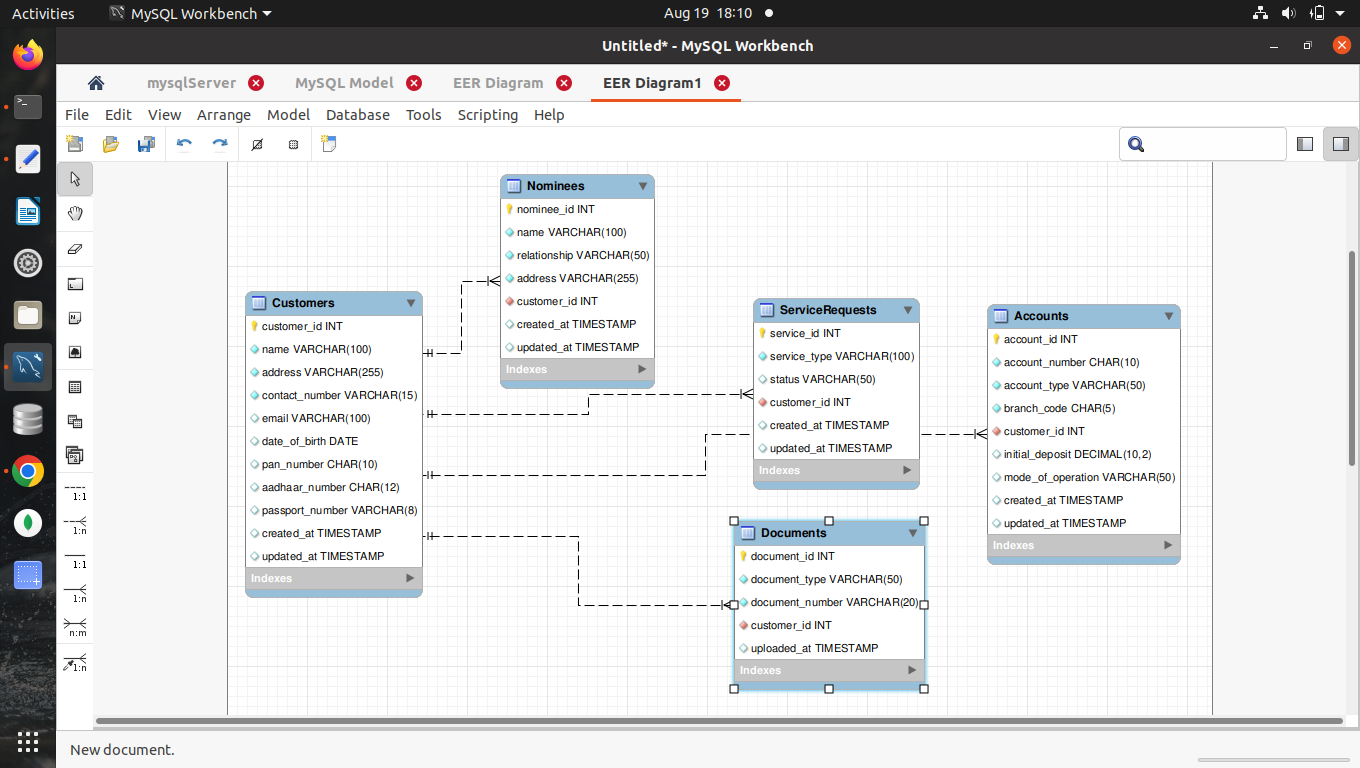 Activities MySQL Workbench Aug 19 18:10
Untitled* - MySQL Workbench
mysqlServer MySQL Model EER Diagram EER Diagram1
File Edit View Arrange Model Database Tools Scripting Help
Nominees
nominee_id INT
name VARCHAR(100)
relationship VARCHAR(50)
address VARCHAR(255)
customer_id INT
created_at TIMESTAMP
updated_at TIMESTAMP
Indexes
Customers
customer_id INT
name VARCHAR(100)
address VARCHAR(255)
contact_number VARCHAR(15)
email VARCHAR(100)
date_of_birth DATE
pan_number CHAR(10)
aadhaar_number CHAR(12)
passport_number VARCHAR(8)
created_at TIMESTAMP
updated_at TIMESTAMP
Indexes
ServiceRequests
service_id INT
service_type VARCHAR(100)
status VARCHAR(50)
customer_id INT
created_at TIMESTAMP
updated_at TIMESTAMP
Indexes
Accounts
account_id INT
account_number CHAR(10)
account_type VARCHAR(50)
branch_code CHAR(5)
customer_id INT
initial_deposit DECIMAL(10,2)
mode_of_operation VARCHAR(50)
created_at TIMESTAMP
updated_at TIMESTAMP
Indexes
Documents
document_id INT
document_type VARCHAR(50)
document_number VARCHAR(20)
customer_id INT
uploaded_at TIMESTAMP
Indexes
1:1
1:n
1:1
1:n
n:m
1:n
New document.